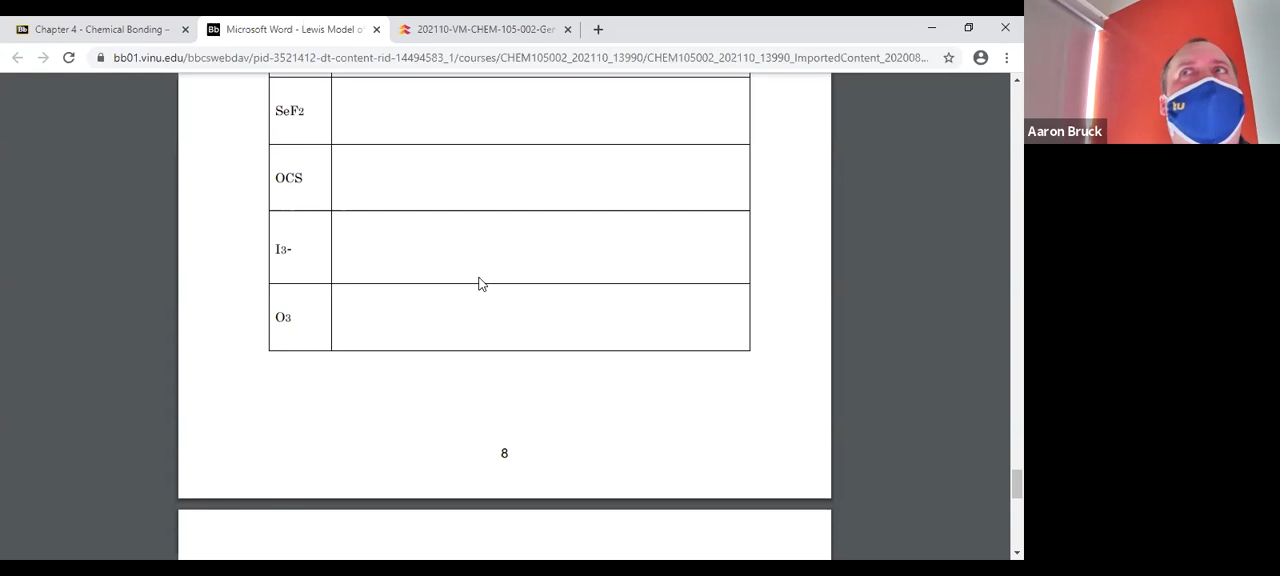 Chapter 4 - Chemical Bonding –
Microsoft Word - Lewis Model o
202110-VM-CHEM-105-002-Ger
bb01.vinu.edu/bbcswebdav/pid-3521412-dt-content-rid-14494583_1/courses/CHEM105002_202110_13990/CHEM105002_202110_13990_ImportedContent_202008...
Aaron Bruck
SeF2
OCS
I3-
O3
8